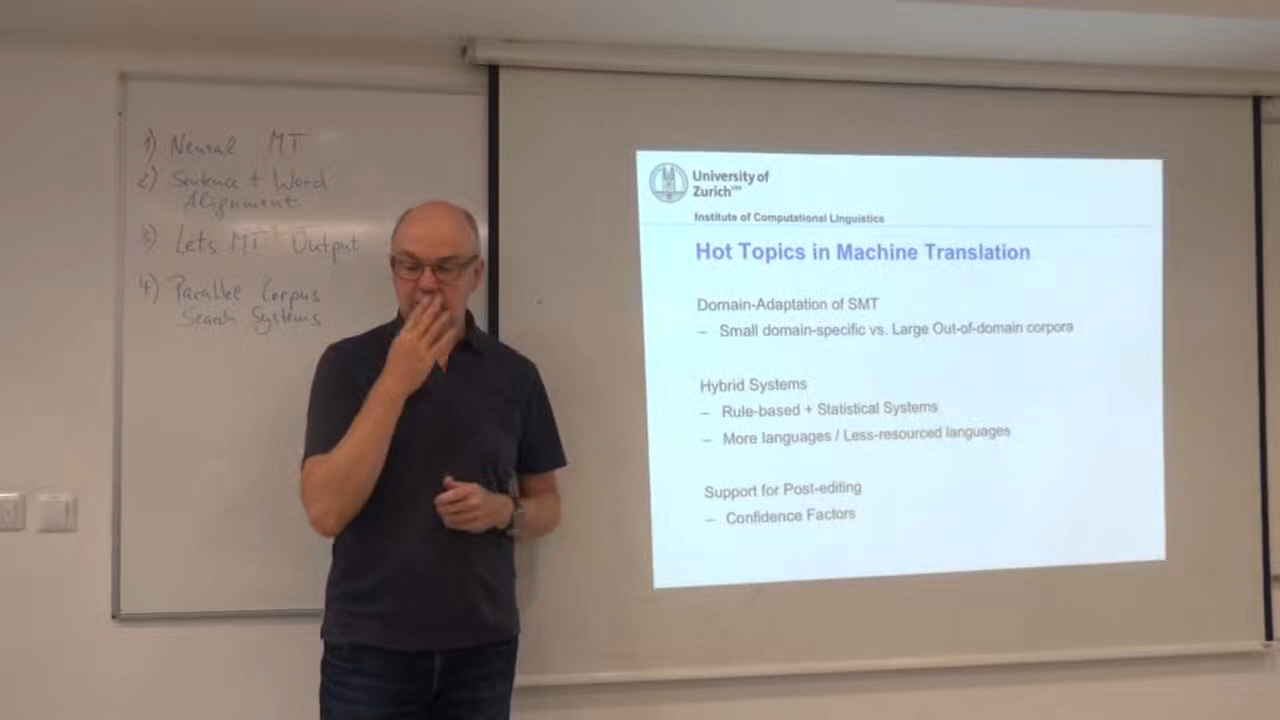 1) Neural MT
2) Sentence + Word
Alignment
3) Lets MT Output
4) Parallel Corpus
Search Systems
University of
Zurich
Institute of Computational Linguistics
Hot Topics in Machine Translation
Domain-Adaptation of SMT
– Small domain-specific vs. Large Out-of-domain corpora
Hybrid Systems
– Rule-based + Statistical Systems
– More languages / Less-resourced languages
Support for Post-editing
– Confidence Factors